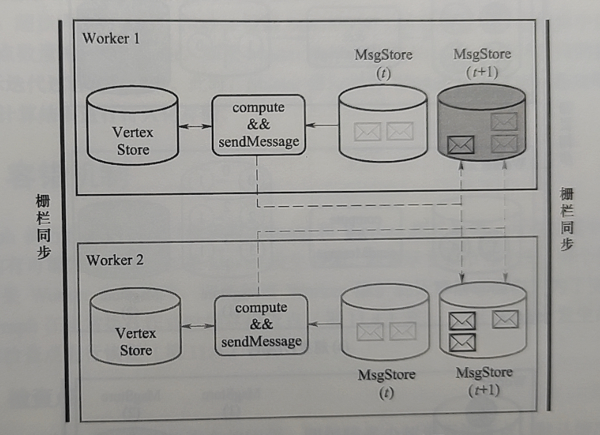 Worker 1
MsgStore
(t)
MsgStore
(t+1)
Vertex
Store
compute
&&
sendMessage
栅栏同步
栅栏同步
Worker 2
Vertex
Store
compute
&&
sendMessage
MsgStore
(t)
MsgStore
(t+1)